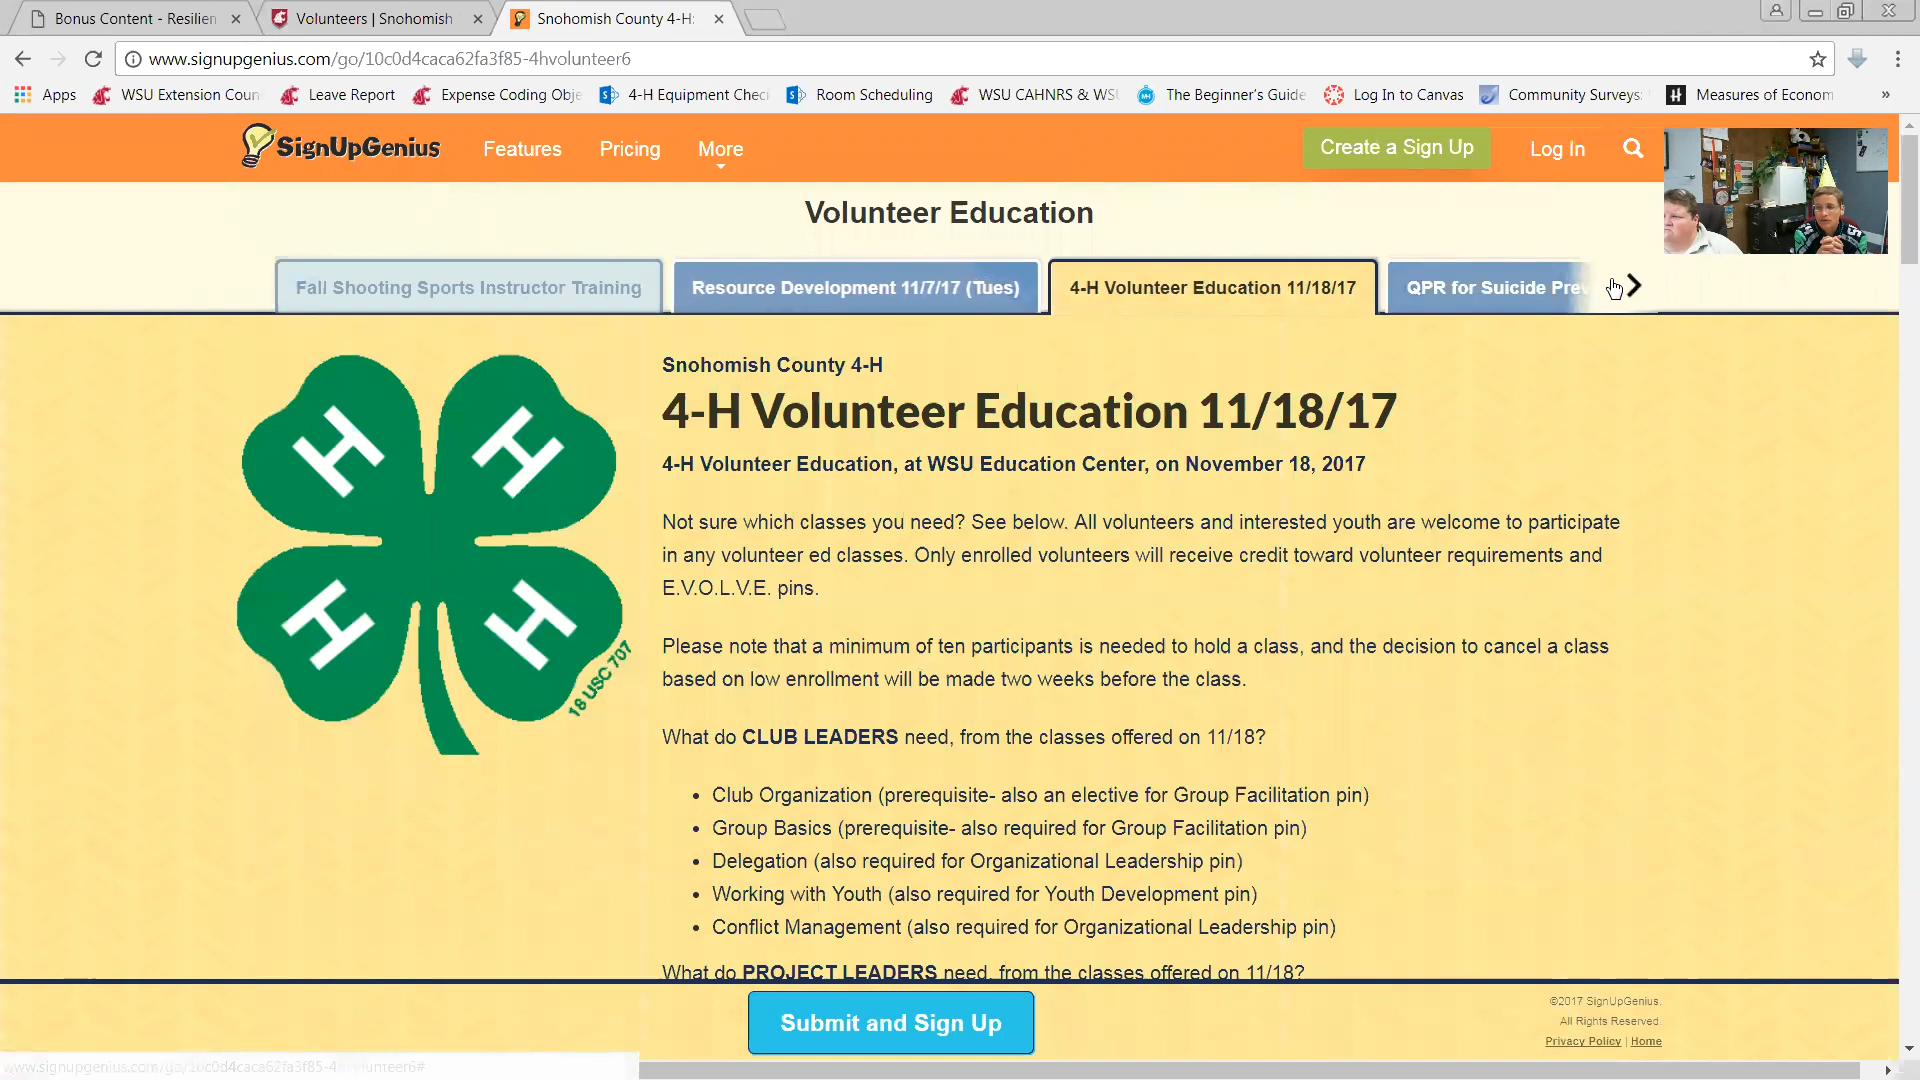 Bonus Content - Resilien
Volunteers | Snohomish
Snohomish County 4-H:
www.signupgenius.com/go/10c0d4caca62fa3f85-4hvolunteer6
Apps
WSU Extension Coun
Leave Report
Expense Coding Obje
4-H Equipment Chec
Room Scheduling
WSU CAHNRS & WS
The Beginner's Guide
Log In to Canvas
Community Surveys:
Measures of Econom
»
SignUpGenius
Features
Pricing
More
Create a Sign Up
Log In
Volunteer Education
Fall Shooting Sports Instructor Training
Resource Development 11/7/17 (Tues)
4-H Volunteer Education 11/18/17
QPR for Suicide Prev
H H H H
18 USC 707
Snohomish County 4-H
4-H Volunteer Education 11/18/17
4-H Volunteer Education, at WSU Education Center, on November 18, 2017
Not sure which classes you need? See below. All volunteers and interested youth are welcome to participate
in any volunteer ed classes. Only enrolled volunteers will receive credit toward volunteer requirements and
E.V.O.L.V.E. pins.
Please note that a minimum of ten participants is needed to hold a class, and the decision to cancel a class
based on low enrollment will be made two weeks before the class.
What do CLUB LEADERS need, from the classes offered on 11/18?
• Club Organization (prerequisite- also an elective for Group Facilitation pin)
• Group Basics (prerequisite- also required for Group Facilitation pin)
• Delegation (also required for Organizational Leadership pin)
• Working with Youth (also required for Youth Development pin)
• Conflict Management (also required for Organizational Leadership pin)
What do PROJECT LEADERS need, from the classes offered on 11/18?
Submit and Sign Up
©2017 SignUpGenius.
All Rights Reserved.
Privacy Policy | Home
www.signupgenius.com/go/10c0d4caca62fa3f85-4hvolunteer6#